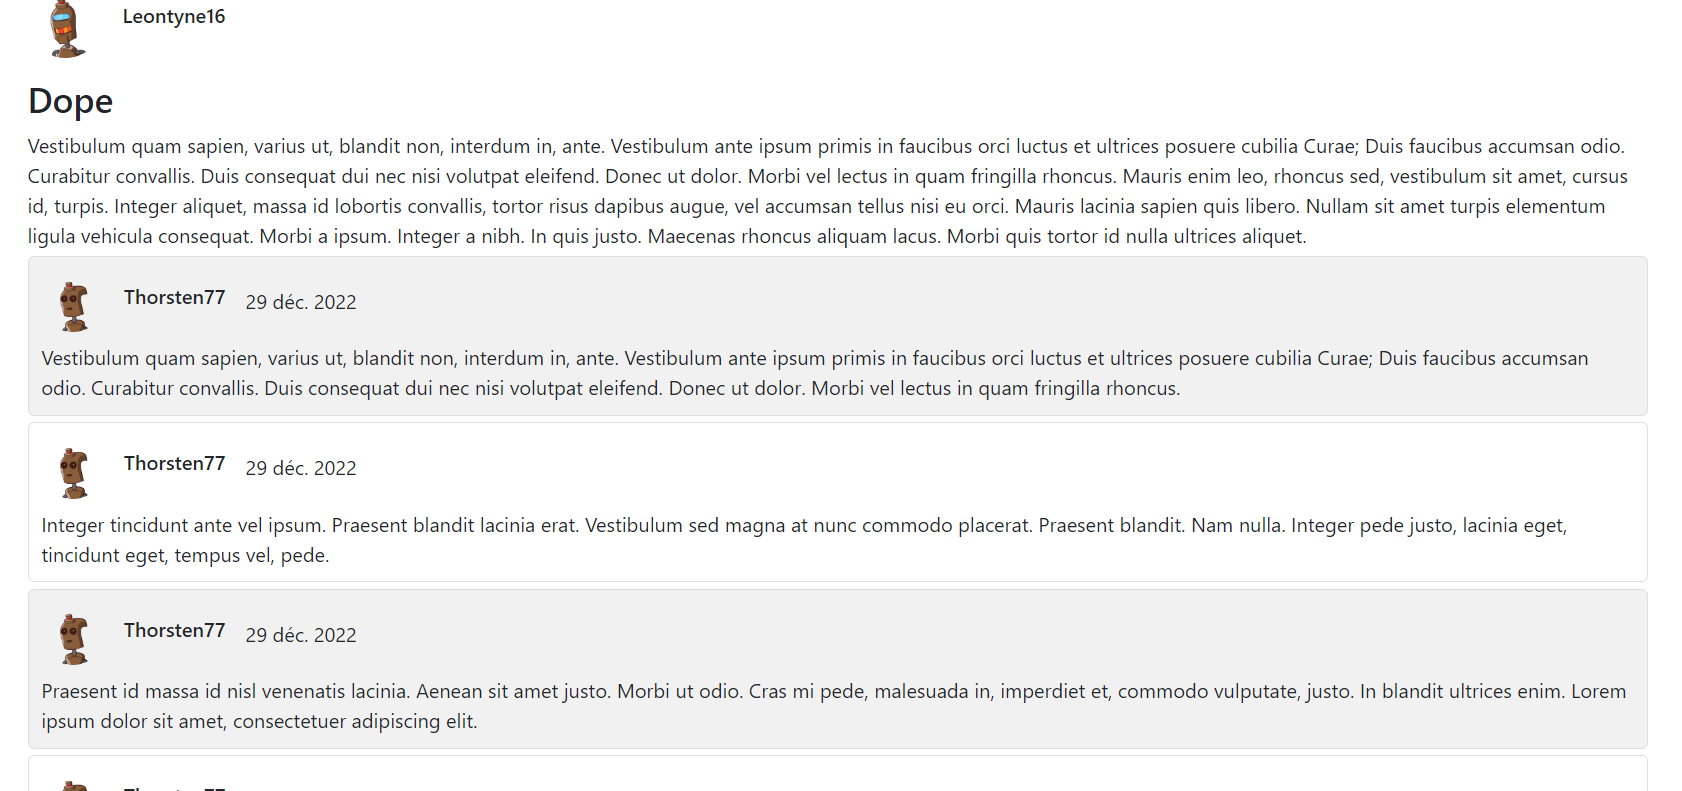 Leontyne16
Dope
Vestibulum quam sapien, varius ut, blandit non, interdum in, ante. Vestibulum ante ipsum primis in faucibus orci luctus et ultrices posuere cubilia Curae; Duis faucibus accumsan odio.
Curabitur convallis. Duis consequat dui nec nisi volutpat eleifend. Donec ut dolor. Morbi vel lectus in quam fringilla rhoncus. Mauris enim leo, rhoncus sed, vestibulum sit amet, cursus
id, turpis. Integer aliquet, massa id lobortis convallis, tortor risus dapibus augue, vel accumsan tellus nisi eu orci. Mauris lacinia sapien quis libero. Nullam sit amet turpis elementum
ligula vehicula consequat. Morbi a ipsum. Integer a nibh. In quis justo. Maecenas rhoncus aliquam lacus. Morbi quis tortor id nulla ultrices aliquet.
Thorsten77 29 déc. 2022
Vestibulum quam sapien, varius ut, blandit non, interdum in, ante. Vestibulum ante ipsum primis in faucibus orci luctus et ultrices posuere cubilia Curae; Duis faucibus accumsan
odio. Curabitur convallis. Duis consequat dui nec nisi volutpat eleifend. Donec ut dolor. Morbi vel lectus in quam fringilla rhoncus.
Thorsten77 29 déc. 2022
Integer tincidunt ante vel ipsum. Praesent blandit lacinia erat. Vestibulum sed magna at nunc commodo placerat. Praesent blandit. Nam nulla. Integer pede justo, lacinia eget,
tincidunt eget, tempus vel, pede.
Thorsten77 29 déc. 2022
Praesent id massa id nisl venenatis lacinia. Aenean sit amet justo. Morbi ut odio. Cras mi pede, malesuada in, imperdiet et, commodo vulputate, justo. In blandit ultrices enim. Lorem
ipsum dolor sit amet, consectetuer adipiscing elit.